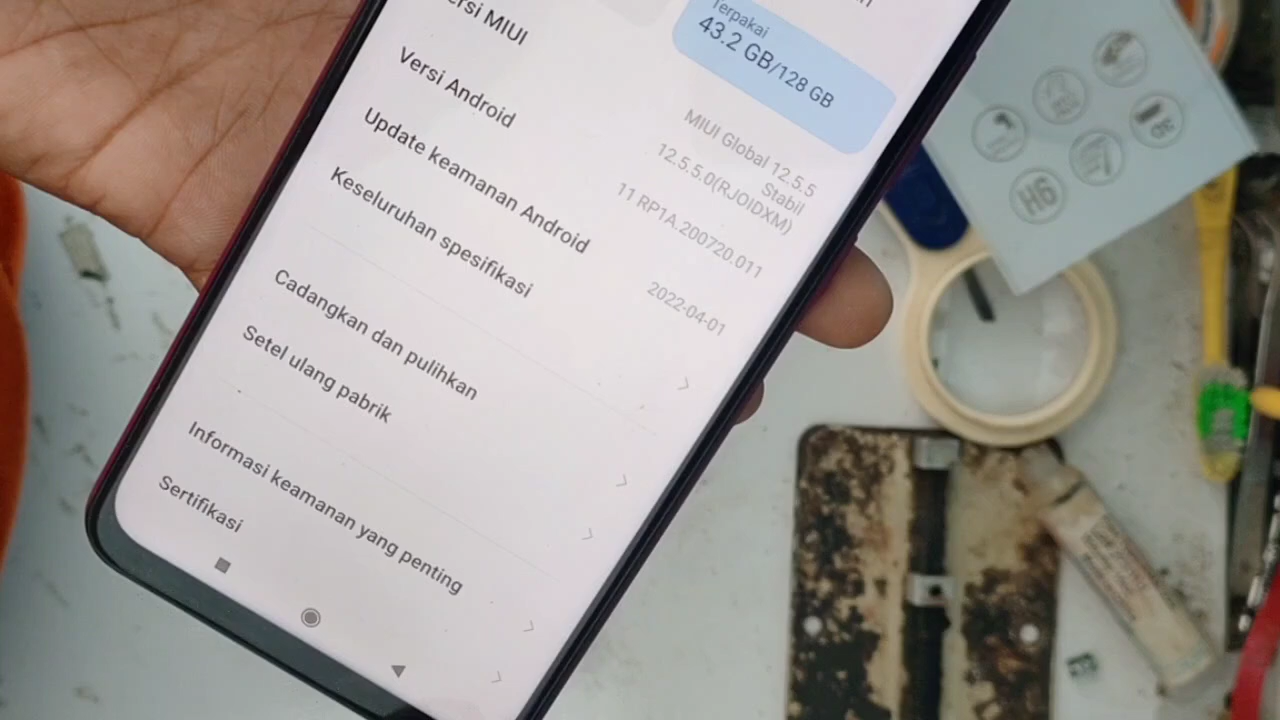 Terpakai
43.2 GB/128 GB
ersi MIUI
MIUI Global 12.5.5
Stabil
12.5.5.0(RJOIDXM)
Versi Android
11 RP1A.200720.011
Update keamanan Android
2022-04-01
Keseluruhan spesifikasi
Cadangkan dan pulihkan
Setel ulang pabrik
Informasi keamanan yang penting
Sertifikasi
9H